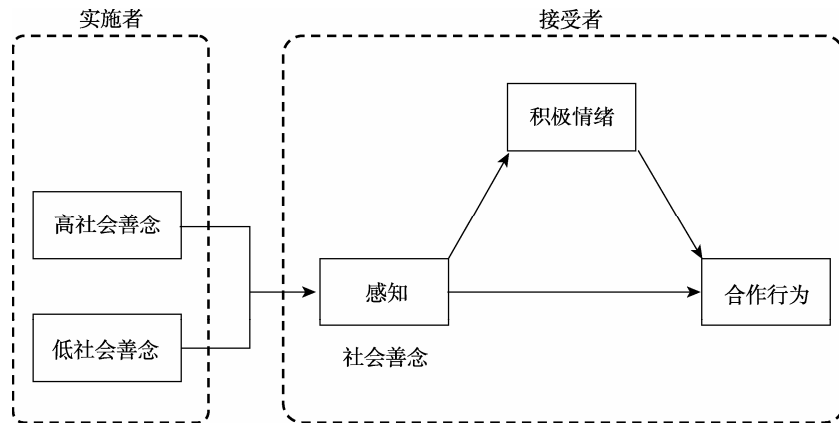 实施者
接受者
积极情绪
高社会善念
感知
合作行为
低社会善念
社会善念